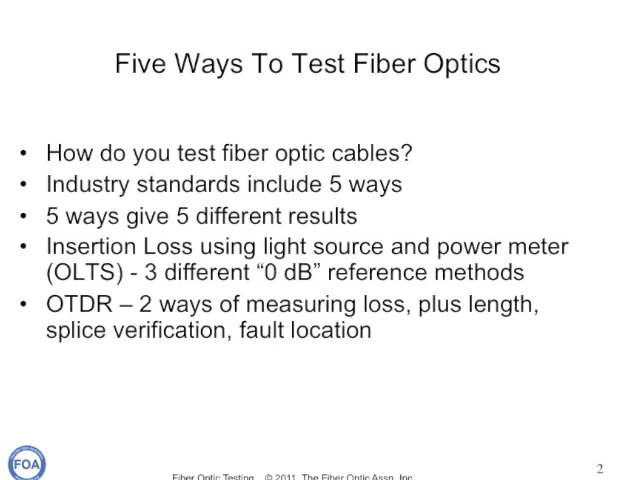 Five Ways To Test Fiber Optics
• How do you test fiber optic cables?
• Industry standards include 5 ways
• 5 ways give 5 different results
• Insertion Loss using light source and power meter
(OLTS) - 3 different “0 dB” reference methods
• OTDR – 2 ways of measuring loss, plus length,
splice verification, fault location
FOA
Fiber Optic Testing © 2011, The Fiber Optic Assn, Inc.
2